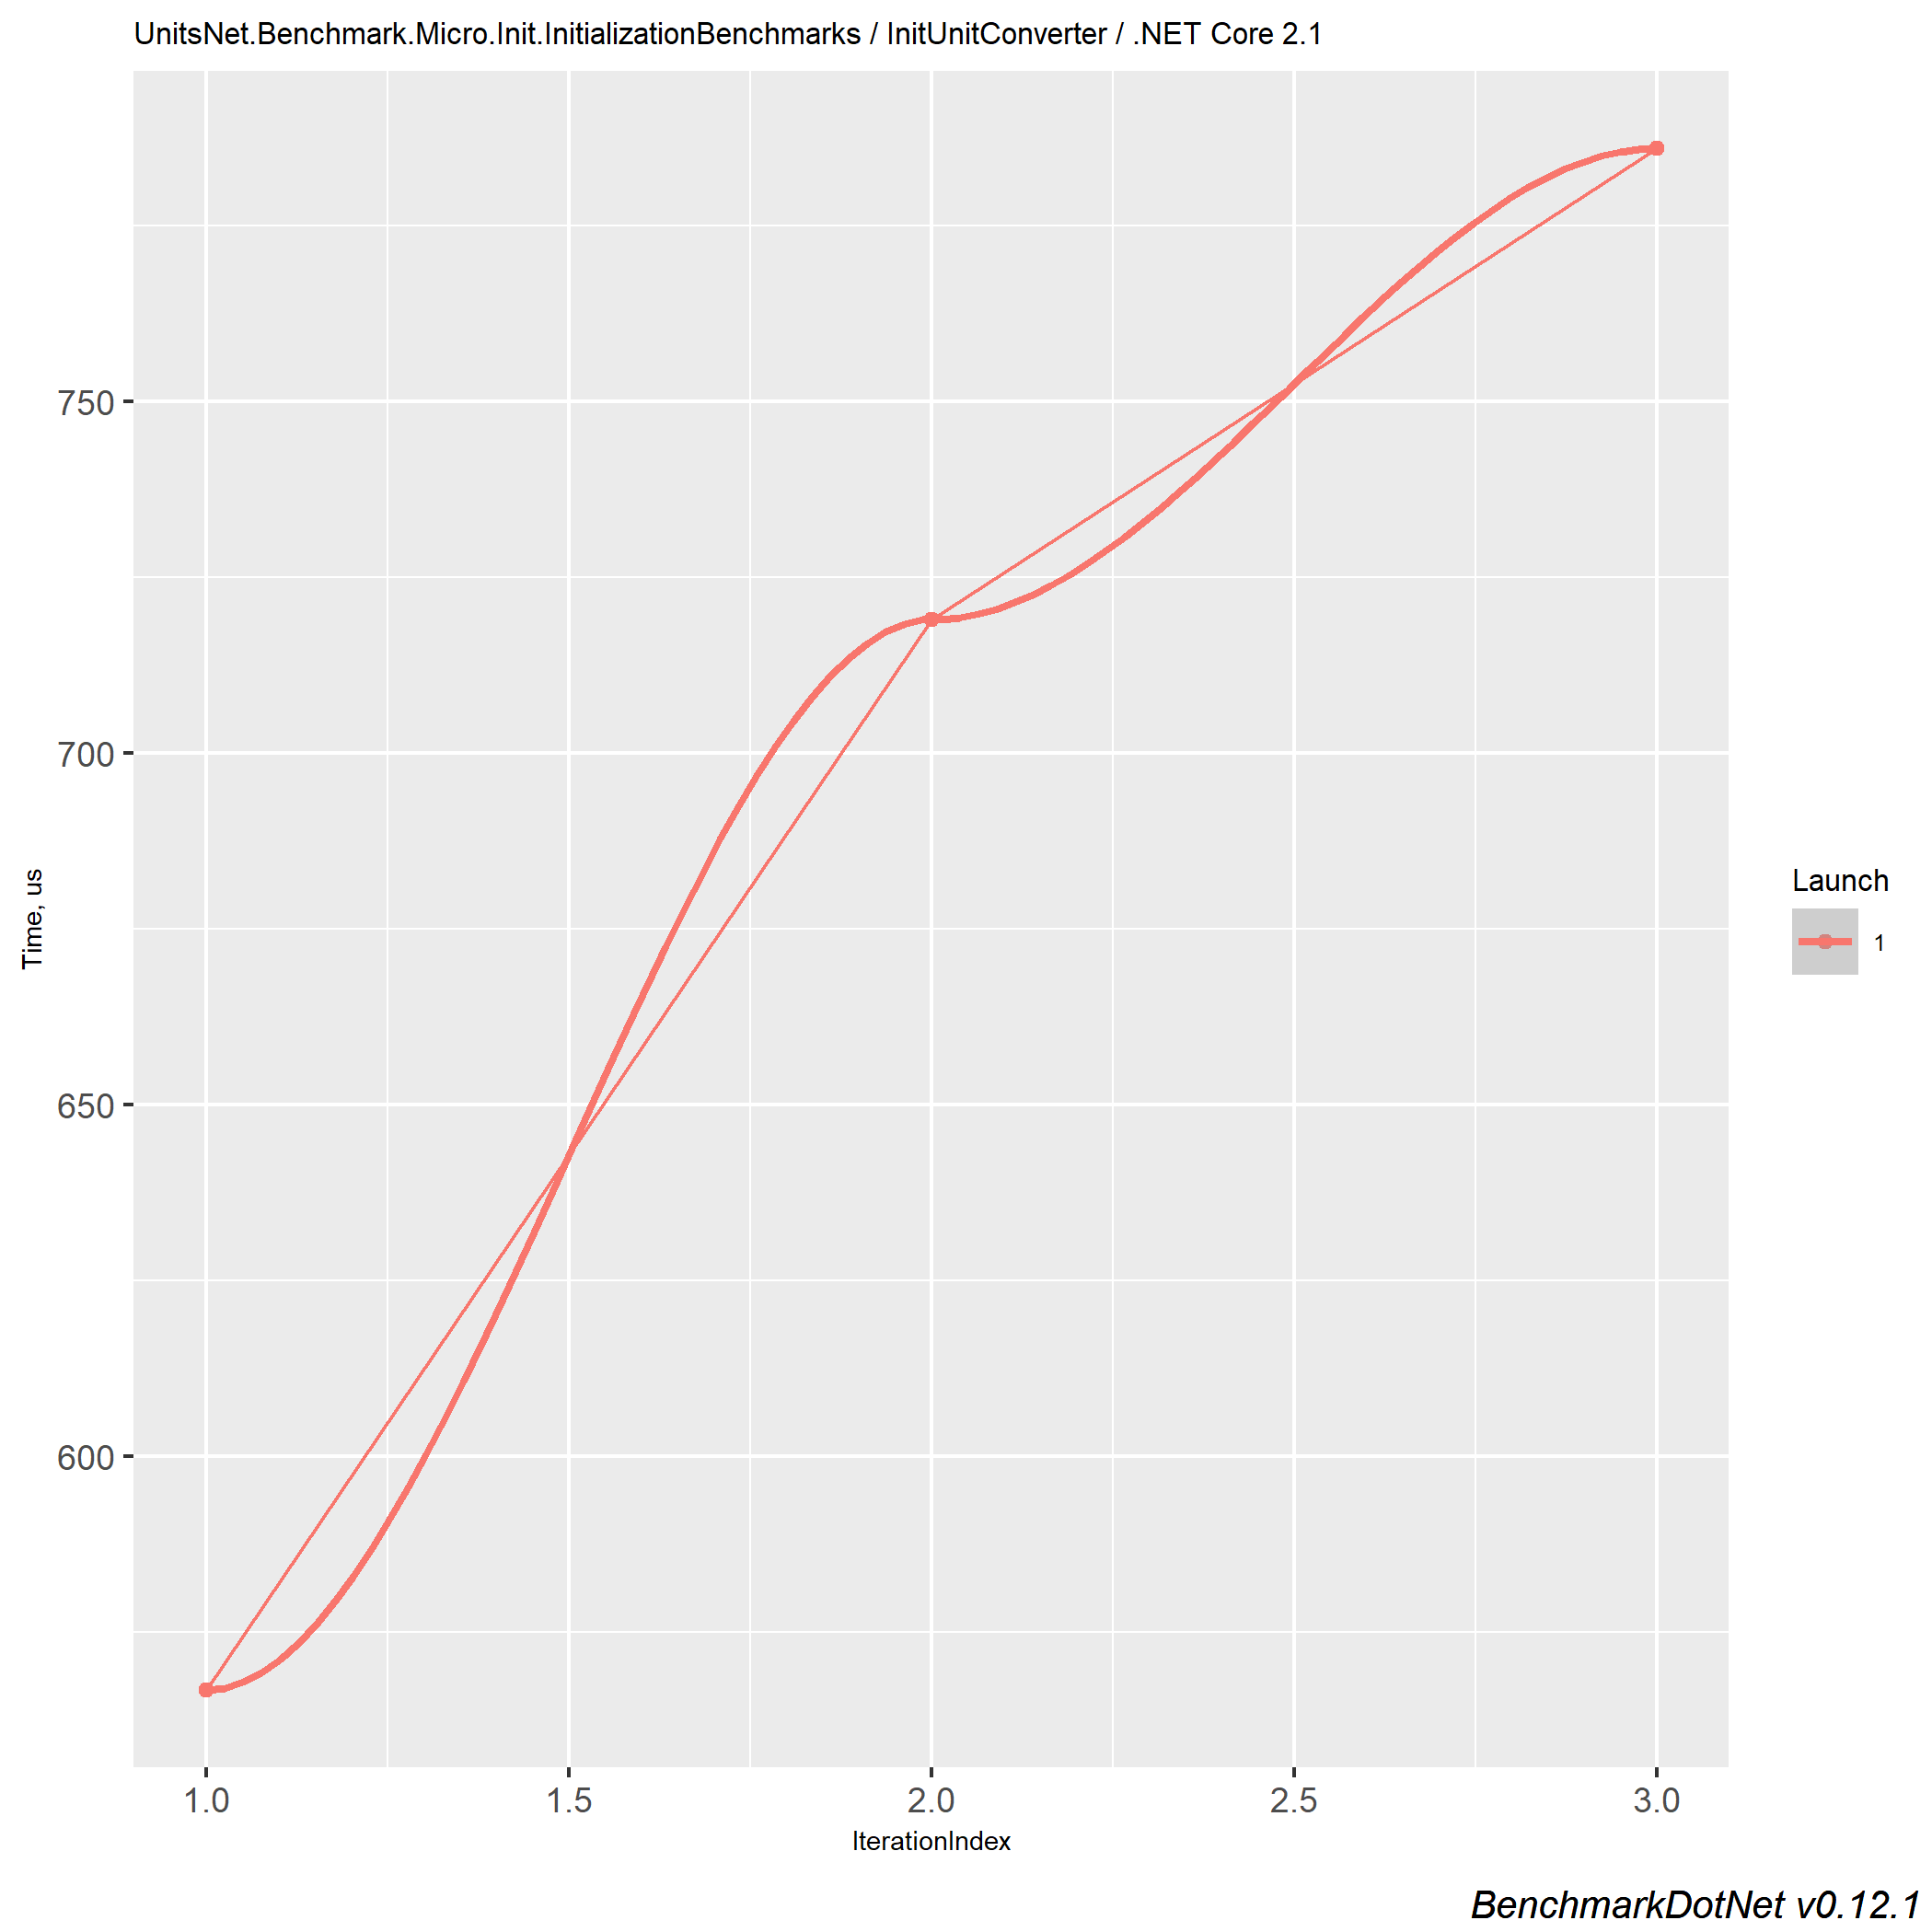 UnitsNet.Benchmark.Micro.Init.InitializationBenchmarks / InitUnitConverter / .NET Core 2.1
750
700
650
600
Time, us
1.0 1.5 2.0 2.5 3.0
IterationIndex
Launch
1
BenchmarkDotNet v0.12.1